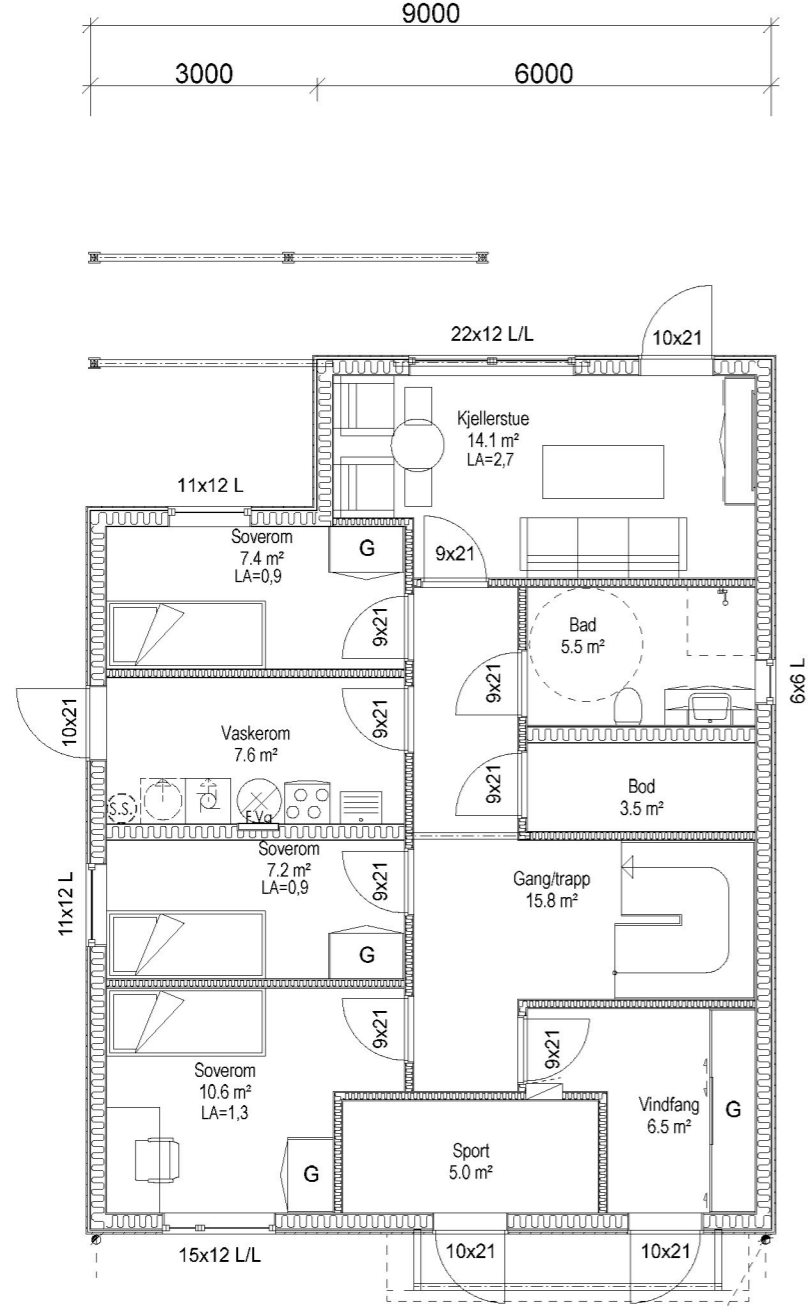 9000
3000
6000
22x12 L/L
10x21
Kjellerstue
14.1 m²
LA=2,7
11x12 L
Soverom
7.4 m²
LA=0,9
G
9x21
9x21
Bad
5.5 m²
9x21
6x6 L
10x21
Vaskerom
7.6 m²
9x21
S.S.
F.Vg
9x21
Bod
3.5 m²
Soverom
7.2 m²
LA=0,9
9x21
11x12 L
G
Gang/trapp
15.8 m²
9x21
9x21
Soverom
10.6 m²
LA=1,3
G
Vindfang
6.5 m²
G
Sport
5.0 m²
15x12 L/L
10x21
10x21